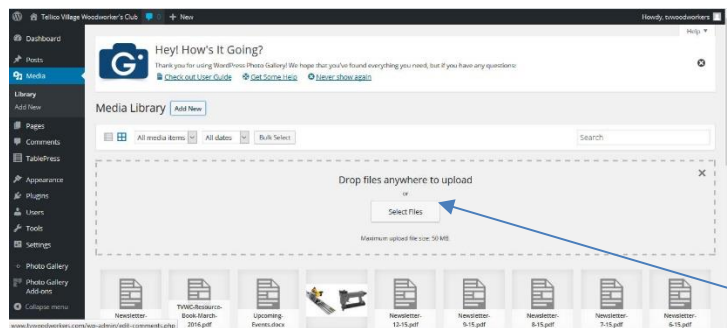 Tellico Village Woodworker's Club 0 + New
Howdy, tvwoodworkers
Help
Dashboard
Posts
Media
Library
Add New
Pages
Comments
TablePress
Appearance
Plugins
Users
Tools
Settings
Photo Gallery
Photo Gallery
Add-ons
Collapse menu
G
Hey! How's It Going?
Thank you for using WordPress Photo Gallery! We hope that you've found everything you need, but if you have any questions:
Check out User Guide Get Some Help Never show again
Media Library Add New
All media items All dates Bulk Select Search
Drop files anywhere to upload
or
Select Files
Maximum upload file size: 50 MB.
Newsletter-
TVWC-Resource-
Book-March-
2016.pdf
Upcoming-
Events.docx
Newsletter-
12-15.pdf
Newsletter-
9-15.pdf
Newsletter-
8-15.pdf
Newsletter-
7-15.pdf
Newsletter-
6-15.pdf
www.tvwoodworkers.com/wp-admin/edit-comments.php